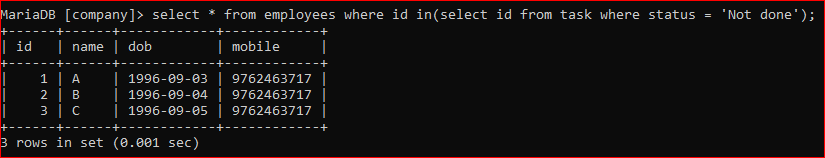 MariaDB [company]> select * from employees where id in(select id from task where status = 'Not done');
+------+------+------------+------------+
| id   | name | dob        | mobile     |
+------+------+------------+------------+
|    1 | A    | 1996-09-03 | 9762463717 |
|    2 | B    | 1996-09-04 | 9762463717 |
|    3 | C    | 1996-09-05 | 9762463717 |
+------+------+------------+------------+
3 rows in set (0.001 sec)